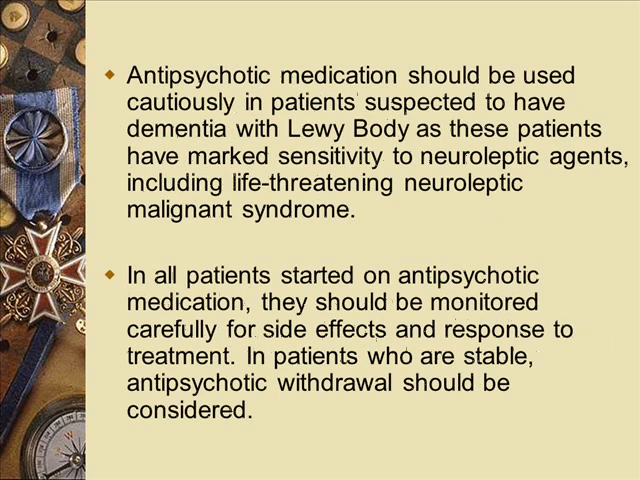 Antipsychotic medication should be used
cautiously in patients suspected to have
dementia with Lewy Body as these patients
have marked sensitivity to neuroleptic agents,
including life-threatening neuroleptic
malignant syndrome.
In all patients started on antipsychotic
medication, they should be monitored
carefully for side effects and response to
treatment. In patients who are stable,
antipsychotic withdrawal should be
considered.